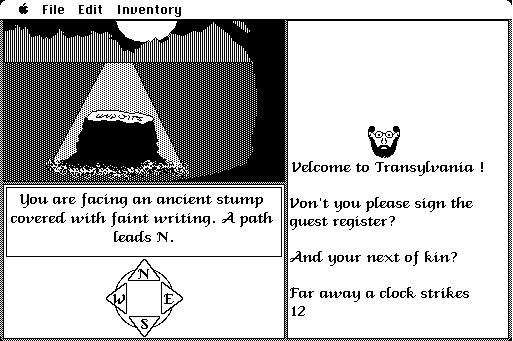 File Edit Inventory
You are facing an ancient stump
covered with faint writing. A path
leads N.
N
W
E
S
Velcome to Transylvania !
Von't you please sign the
guest register?
And your next of kin?
Far away a clock strikes
12